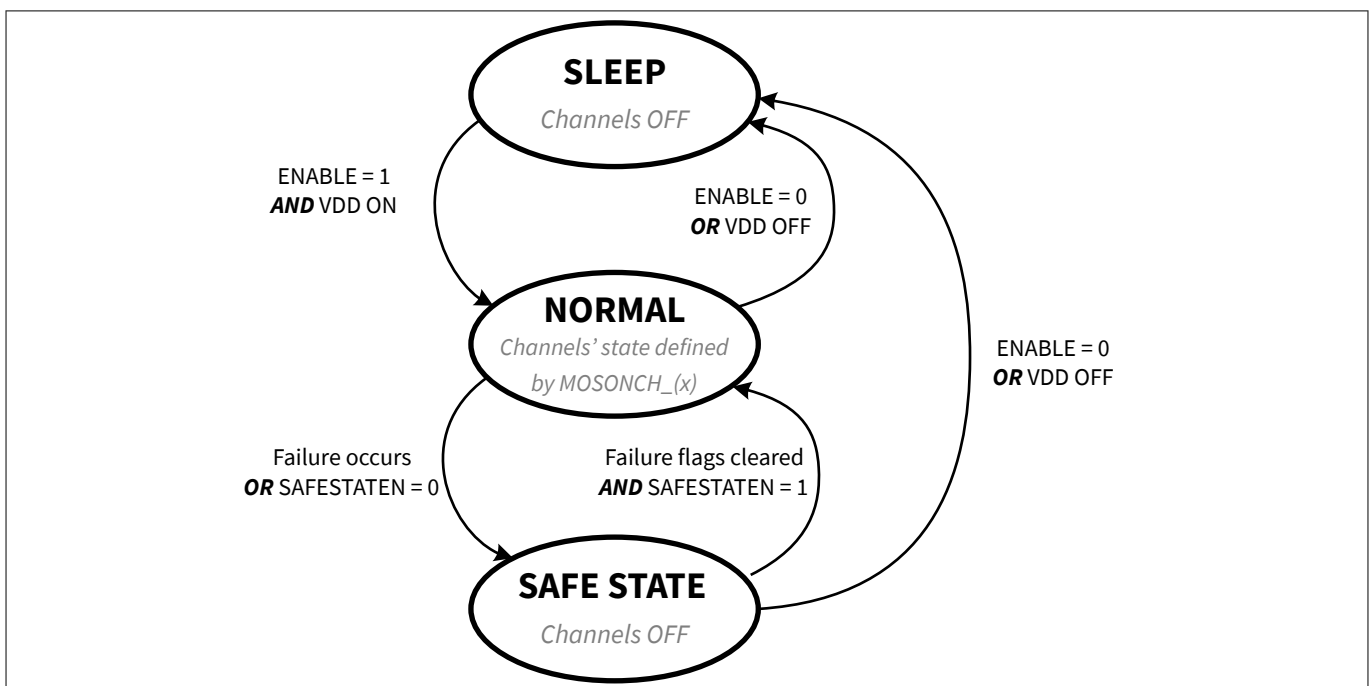 SLEEP
Channels OFF
ENABLE = 1
AND VDD ON
ENABLE = 0
OR VDD OFF
NORMAL
Channels’ state defined
by MOSONCH_(x)
ENABLE = 0
OR VDD OFF
Failure occurs
OR SAFESTATEN = 0
Failure flags cleared
AND SAFESTATEN = 1
SAFE STATE
Channels OFF